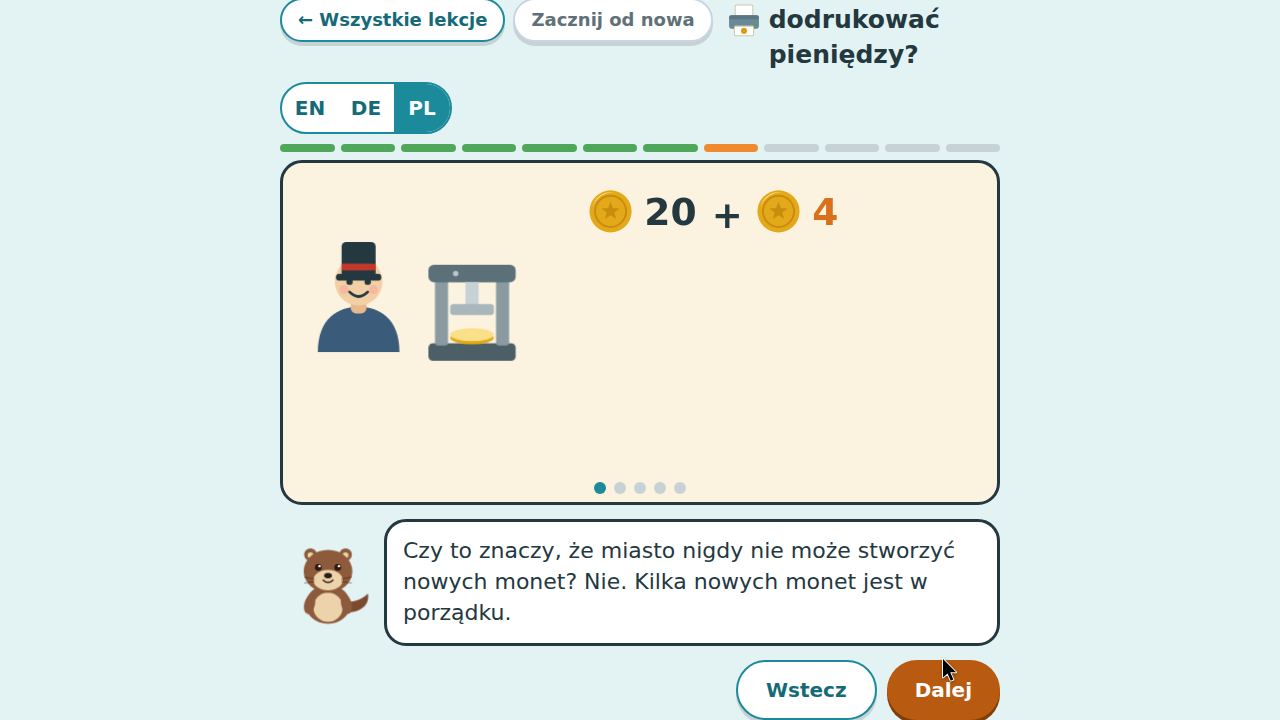 ← Wszystkie lekcje
Zacznij od nowa
dodrukować
pieniędzy?
EN DE PL
20 + 4
Czy to znaczy, że miasto nigdy nie może stworzyć
nowych monet? Nie. Kilka nowych monet jest w
porządku.
Wstecz
Dalej